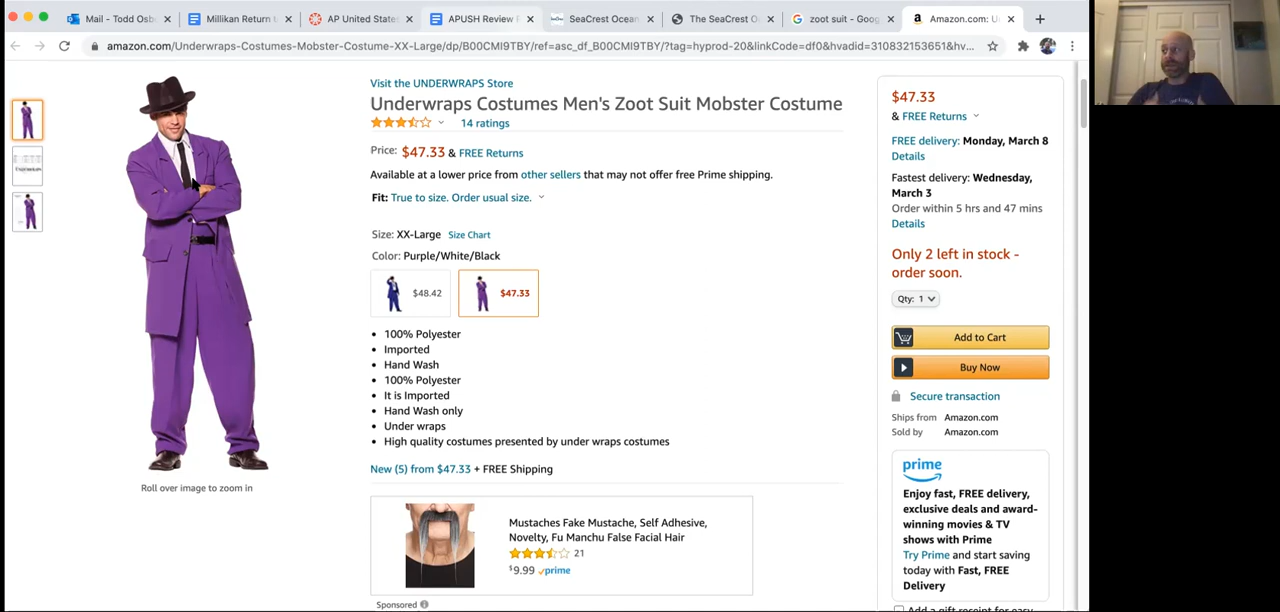 Mail - Todd Osb
Millikan Return t
AP United States
APUSH Review P
SeaCrest Ocean
The SeaCrest O
zoot suit - Goog
Amazon.com: U
amazon.com/Underwraps-Costumes-Mobster-Costume-XX-Large/dp/B00CMI9TBY/ref=asc_df_B00CMI9TBY/?tag=hyprod-20&linkCode=df0&hvadid=310832153651&hv...
Visit the UNDERWRAPS Store
Underwraps Costumes Men's Zoot Suit Mobster Costume
14 ratings
Price: $47.33 & FREE Returns
Available at a lower price from other sellers that may not offer free Prime shipping.
Fit: True to size. Order usual size.
Size: XX-Large Size Chart
Color: Purple/White/Black
$48.42
$47.33
• 100% Polyester
• Imported
• Hand Wash
• 100% Polyester
• It is Imported
• Hand Wash only
• Under wraps
• High quality costumes presented by under wraps costumes
New (5) from $47.33 + FREE Shipping
Roll over image to zoom in
Mustaches Fake Mustache, Self Adhesive,
Novelty, Fu Manchu False Facial Hair
21
$9.99 prime
Sponsored
$47.33
& FREE Returns
FREE delivery: Monday, March 8
Details
Fastest delivery: Wednesday,
March 3
Order within 5 hrs and 47 mins
Details
Only 2 left in stock -
order soon.
Qty: 1
Add to Cart
Buy Now
Secure transaction
Ships from Amazon.com
Sold by Amazon.com
prime
Enjoy fast, FREE delivery,
exclusive deals and award-
winning movies & TV
shows with Prime
Try Prime and start saving
today with Fast, FREE
Delivery
Add a gift receipt for easy